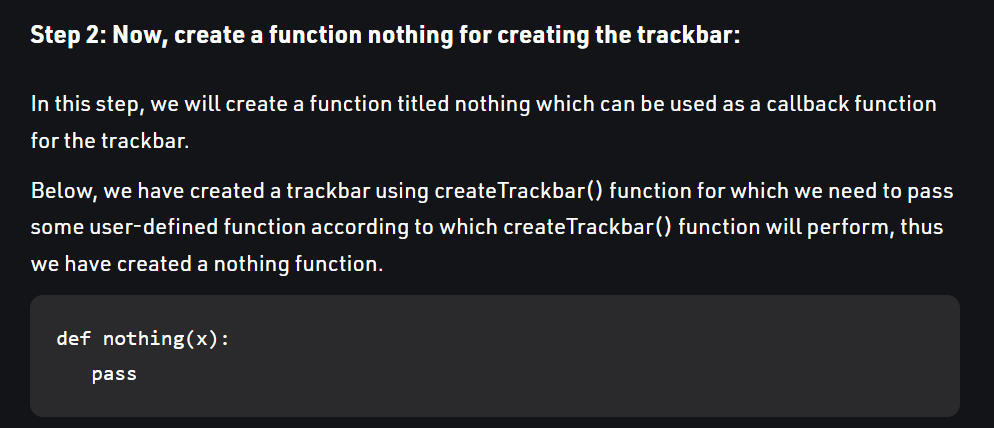 Step 2: Now, create a function nothing for creating the trackbar:
In this step, we will create a function titled nothing which can be used as a callback function
for the trackbar.
Below, we have created a trackbar using createTrackbar() function for which we need to pass
some user-defined function according to which createTrackbar() function will perform, thus
we have created a nothing function.
def nothing(x):
   pass